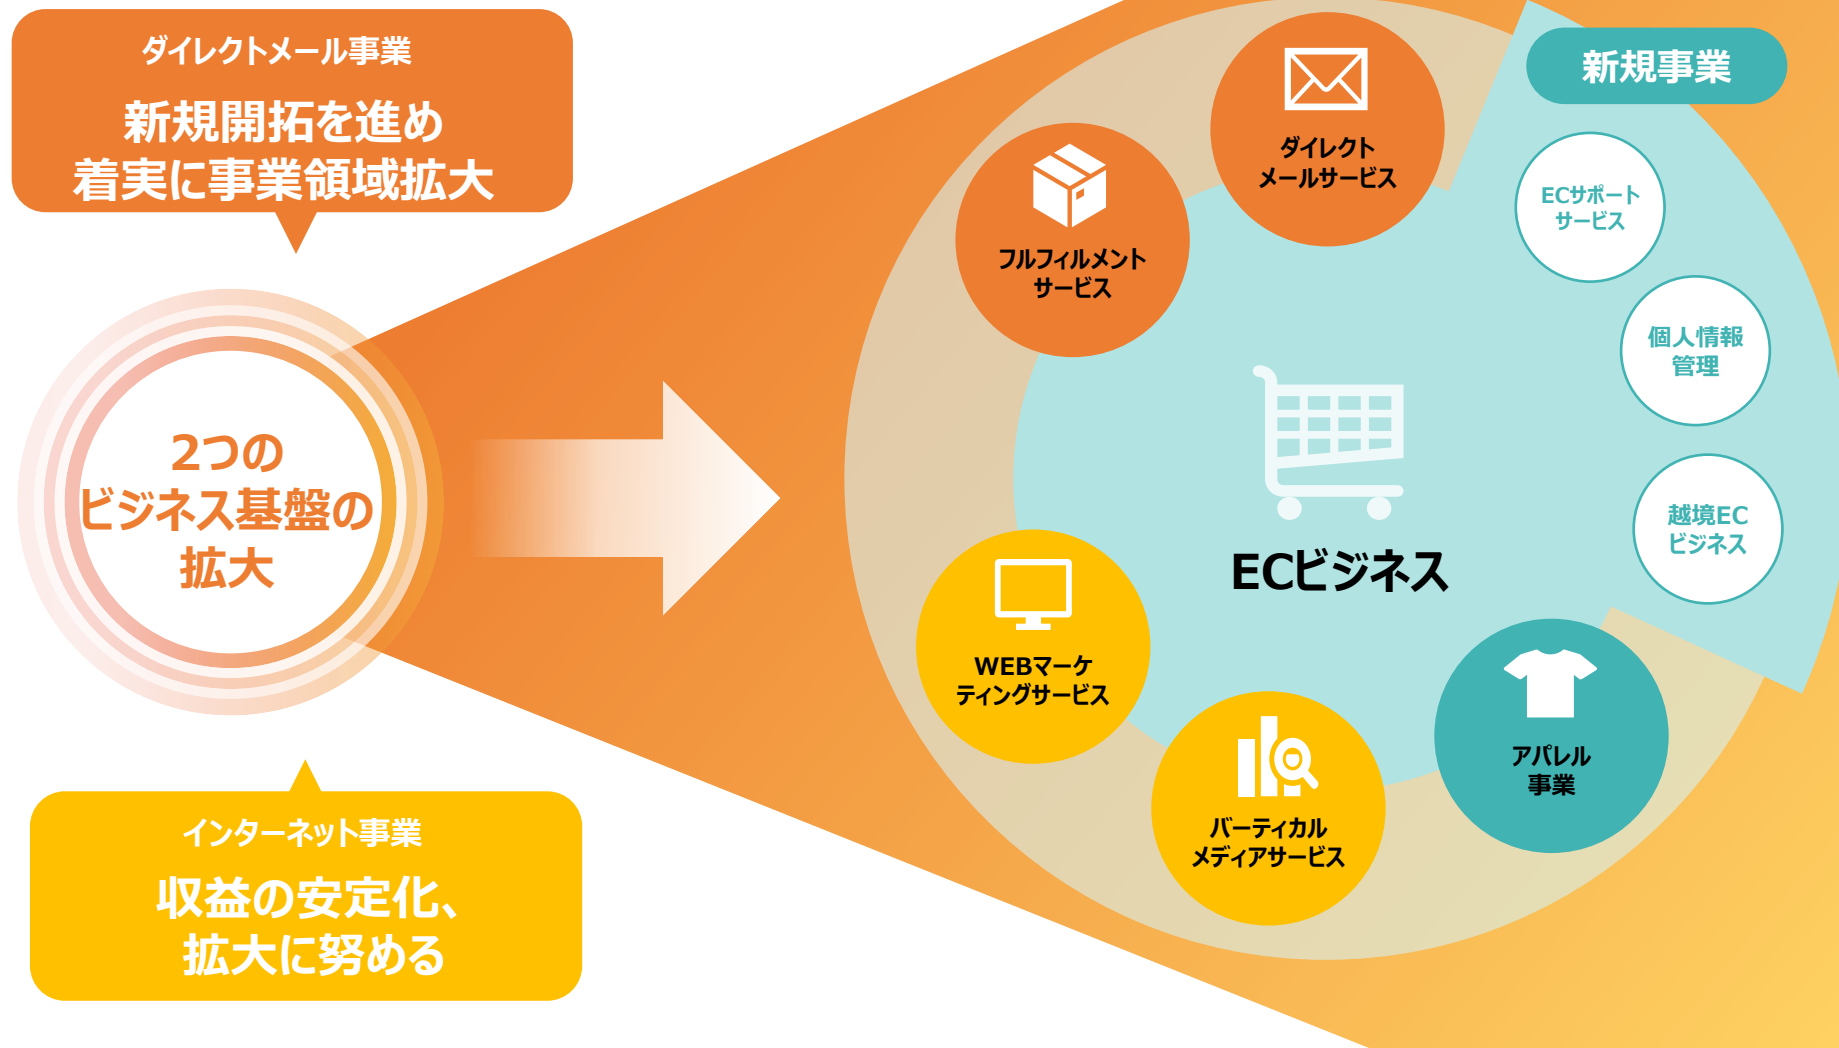 ダイレクトメール事業
新規開拓を進め
着実に事業領域拡大
2つの
ビジネス基盤の
拡大
インターネット事業
収益の安定化、
拡大に努める
新規事業
ダイレクト
メールサービス
フルフィルメント
サービス
ECサポート
サービス
個人情報
管理
越境EC
ビジネス
ECビジネス
WEBマーケ
ティングサービス
バーティカル
メディアサービス
アパレル
事業